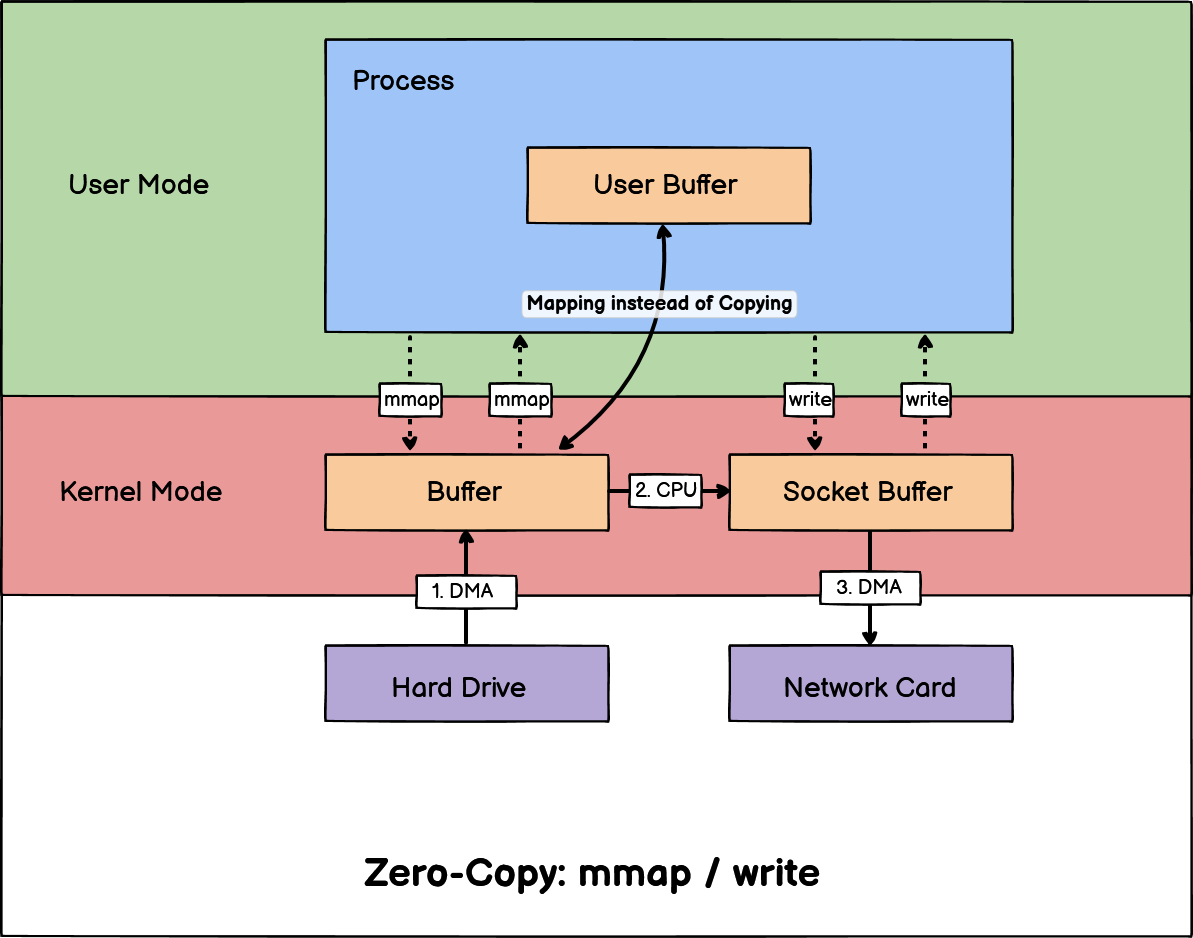 Process
User Mode
User Buffer
Mapping insteead of Copying
mmap
mmap
write
write
Kernel Mode
Buffer
2. CPU
Socket Buffer
1. DMA
3. DMA
Hard Drive
Network Card
Zero-Copy: mmap / write